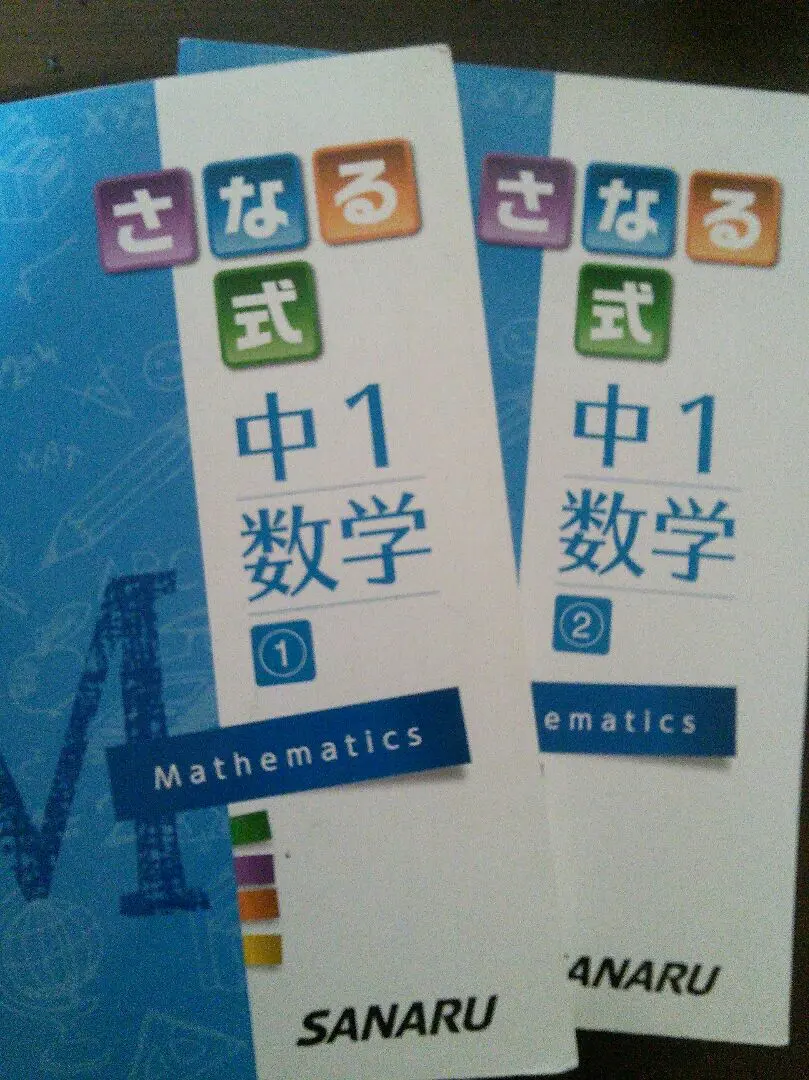 さなる
式
中1
数学
①
Mathematics
SANARU
さなる
式
中1
数学
②
ematics
ANARU